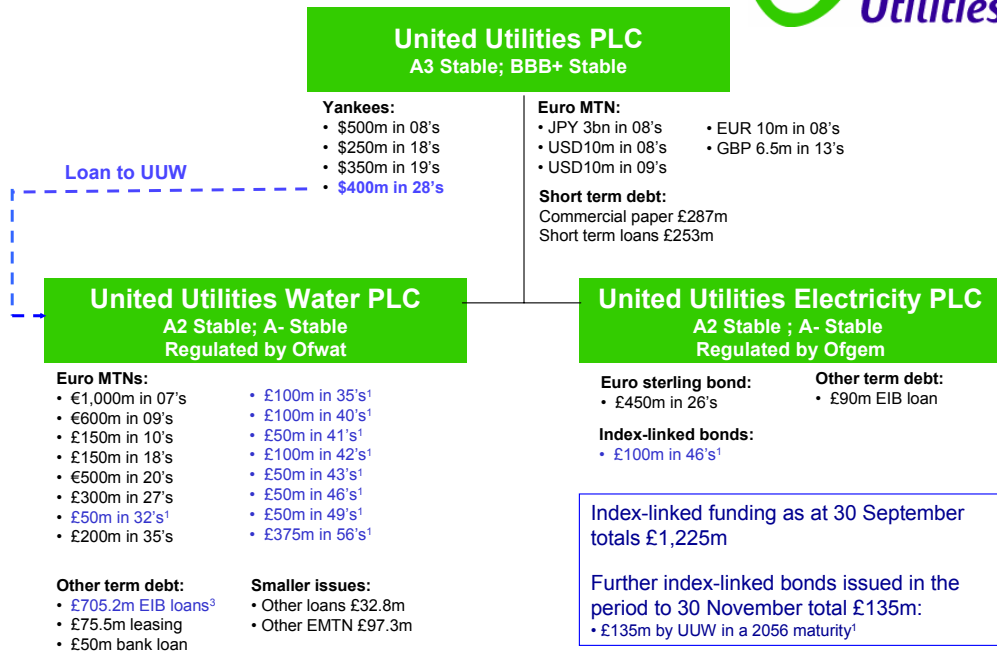 Utilities
United Utilities PLC
A3 Stable; BBB+ Stable
Yankees:
• $500m in 08's
• $250m in 18's
• $350m in 19's
• $400m in 28's
Euro MTN:
• JPY 3bn in 08's
• USD10m in 08's
• USD10m in 09's
• EUR 10m in 08's
• GBP 6.5m in 13's
Short term debt:
Commercial paper £287m
Short term loans £253m
Loan to UUW
United Utilities Water PLC
A2 Stable; A- Stable
Regulated by Ofwat
Euro MTNs:
• €1,000m in 07's
• €600m in 09's
• £150m in 10's
• £150m in 18's
• €500m in 20's
• £300m in 27's
• £50m in 32's¹
• £200m in 35's
• £100m in 35's¹
• £100m in 40's¹
• £50m in 41's¹
• £100m in 42's¹
• £50m in 43's¹
• £50m in 46's¹
• £50m in 49's¹
• £375m in 56's¹
Other term debt:
• £705.2m EIB loans³
• £75.5m leasing
• £50m bank loan
Smaller issues:
• Other loans £32.8m
• Other EMTN £97.3m
United Utilities Electricity PLC
A2 Stable ; A- Stable
Regulated by Ofgem
Euro sterling bond:
• £450m in 26's
Other term debt:
• £90m EIB loan
Index-linked bonds:
• £100m in 46's¹
Index-linked funding as at 30 September
totals £1,225m
Further index-linked bonds issued in the
period to 30 November total £135m:
• £135m by UUW in a 2056 maturity¹